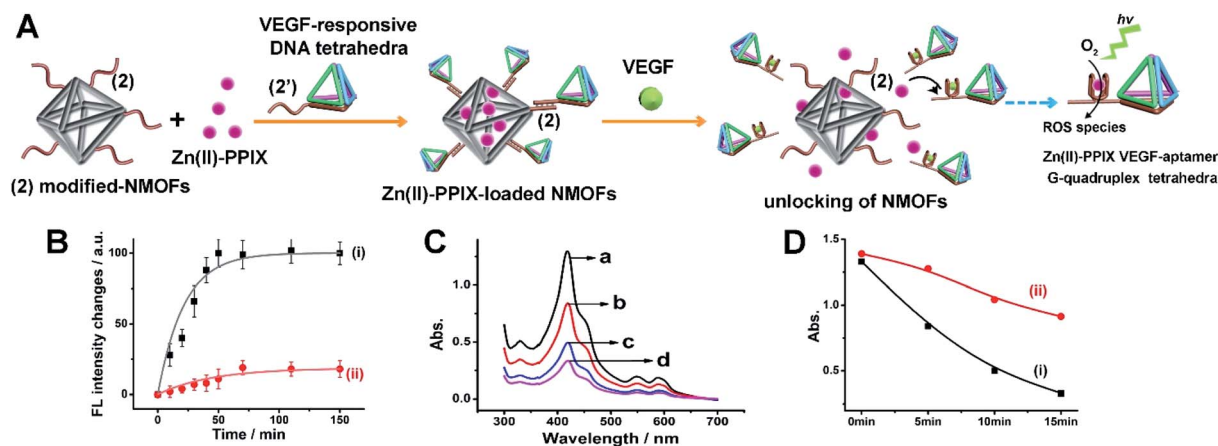 A
VEGF-responsive
DNA tetrahedra
(2)
(2')
+
Zn(II)-PPIX
(2) modified-NMOFs
(2)
Zn(II)-PPIX-loaded NMOFs
VEGF
(2)
unlocking of NMOFs
hv
O2
ROS species
Zn(II)-PPIX VEGF-aptamer
G-quadruplex tetrahedra
B
FL intensity changes / a.u.
100
50
0
(i)
(ii)
0 50 100 150
Time / min
C
Abs.
1.0
0.5
0.0
a
b
c
d
300 400 500 600 700
Wavelength / nm
D
Abs.
1.5
1.0
0.5
(ii)
(i)
0min 5min 10min 15min